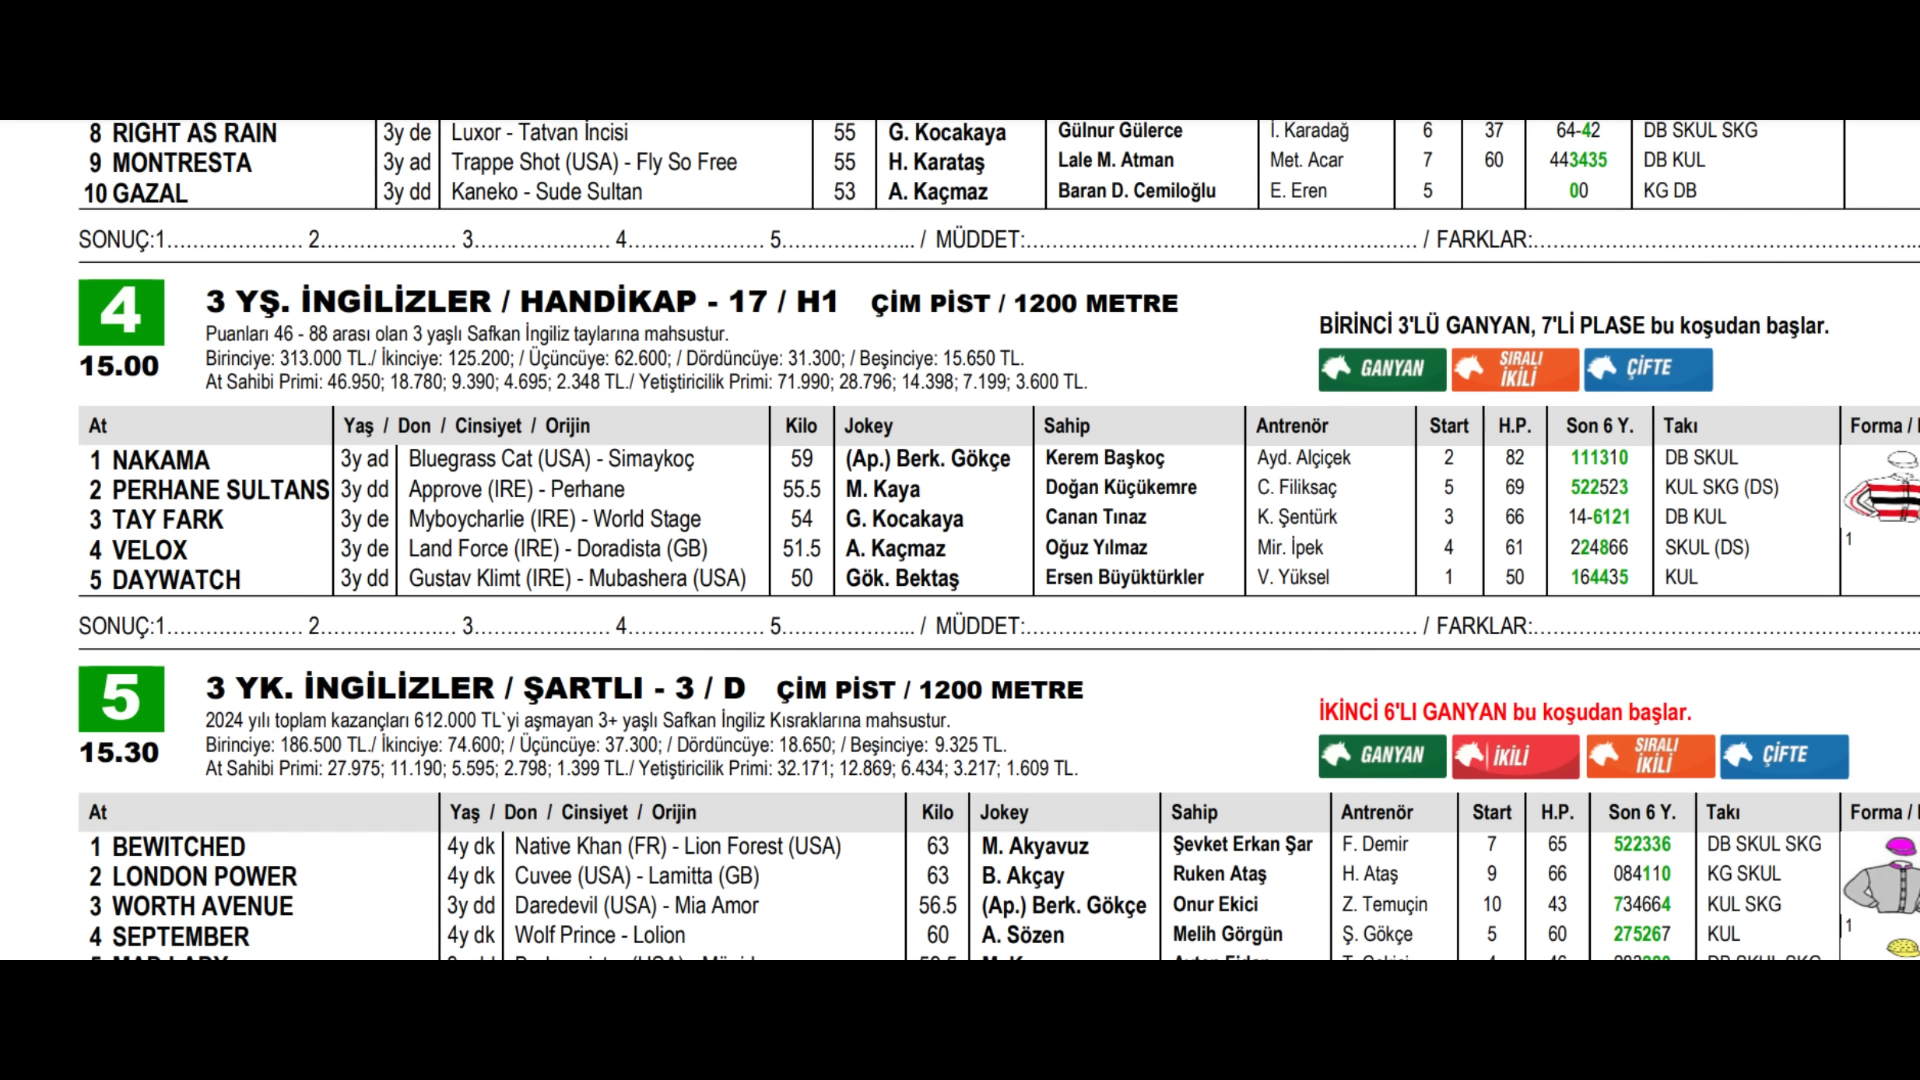 8 RIGHT AS RAIN 3y de Luxor - Tatvan İncisi 55 G. Kocakaya Gülnur Gülerce İ. Karadağ 6 37 64-42 DB SKUL SKG
9 MONTRESTA 3y ad Trappe Shot (USA) - Fly So Free 55 H. Karataş Lale M. Atman Met. Acar 7 60 443435 DB KUL
10 GAZAL 3y dd Kaneko - Sude Sultan 53 A. Kaçmaz Baran D. Cemiloğlu E. Eren 5 00 KG DB
SONUÇ:1..................... 2..................... 3..................... 4..................... 5..................... / MÜDDET:............................................................ / FARKLAR:............................................................
4 3 YŞ. İNGİLİZLER / HANDİKAP - 17 / H1 ÇİM PİST / 1200 METRE
15.00
Puanları 46 - 88 arası olan 3 yaşlı Safkan İngiliz taylarına mahsustur.
Birinciye: 313.000 TL./ İkinciye: 125.200; / Üçüncüye: 62.600; / Dördüncüye: 31.300; / Beşinciye: 15.650 TL.
At Sahibi Primi: 46.950; 18.780; 9.390; 4.695; 2.348 TL./ Yetiştiricilik Primi: 71.990; 28.796; 14.398; 7.199; 3.600 TL.
BİRİNCİ 3'LÜ GANYAN, 7'Lİ PLASE bu koşudan başlar.
GANYAN SIRALI İKİLİ ÇİFTE
At Yaş / Don / Cinsiyet / Orijin Kilo Jokey Sahip Antrenör Start H.P. Son 6 Y. Takı Forma /
1 NAKAMA 3y ad Bluegrass Cat (USA) - Simaykoç 59 (Ap.) Berk. Gökçe Kerem Başkoç Ayd. Alçiçek 2 82 111310 DB SKUL
2 PERHANE SULTANS 3y dd Approve (IRE) - Perhane 55.5 M. Kaya Doğan Küçükemre C. Filiksaç 5 69 522523 KUL SKG (DS)
3 TAY FARK 3y de Myboycharlie (IRE) - World Stage 54 G. Kocakaya Canan Tınaz K. Şentürk 3 66 14-6121 DB KUL
4 VELOX 3y de Land Force (IRE) - Doradista (GB) 51.5 A. Kaçmaz Oğuz Yılmaz Mir. İpek 4 61 224866 SKUL (DS) 1
5 DAYWATCH 3y dd Gustav Klimt (IRE) - Mubashera (USA) 50 Gök. Bektaş Ersen Büyüktürkler V. Yüksel 1 50 164435 KUL
SONUÇ:1..................... 2..................... 3..................... 4..................... 5..................... / MÜDDET:............................................................ / FARKLAR:............................................................
5 3 YK. İNGİLİZLER / ŞARTLI - 3 / D ÇİM PİST / 1200 METRE
15.30
2024 yılı toplam kazançları 612.000 TL`yi aşmayan 3+ yaşlı Safkan İngiliz Kısraklarına mahsustur.
Birinciye: 186.500 TL./ İkinciye: 74.600; / Üçüncüye: 37.300; / Dördüncüye: 18.650; / Beşinciye: 9.325 TL.
At Sahibi Primi: 27.975; 11.190; 5.595; 2.798; 1.399 TL./ Yetiştiricilik Primi: 32.171; 12.869; 6.434; 3.217; 1.609 TL.
İKİNCİ 6'LI GANYAN bu koşudan başlar.
GANYAN İKİLİ SIRALI İKİLİ ÇİFTE
At Yaş / Don / Cinsiyet / Orijin Kilo Jokey Sahip Antrenör Start H.P. Son 6 Y. Takı Forma /
1 BEWITCHED 4y dk Native Khan (FR) - Lion Forest (USA) 63 M. Akyavuz Şevket Erkan Şar F. Demir 7 65 522336 DB SKUL SKG
2 LONDON POWER 4y dk Cuvee (USA) - Lamitta (GB) 63 B. Akçay Ruken Ataş H. Ataş 9 66 084110 KG SKUL
3 WORTH AVENUE 3y dd Daredevil (USA) - Mia Amor 56.5 (Ap.) Berk. Gökçe Onur Ekici Z. Temuçin 10 43 734664 KUL SKG
4 SEPTEMBER 4y dk Wolf Prince - Lolion 60 A. Sözen Melih Görgün Ş. Gökçe 5 60 275267 KUL 1